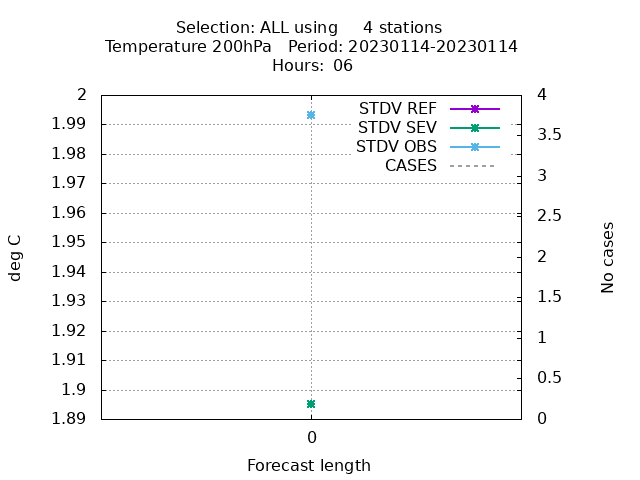 Selection: ALL using     4 stations
Temperature 200hPa   Period: 20230114-20230114
Hours:  06
2
1.99
1.98
1.97
1.96
1.95
1.94
1.93
1.92
1.91
1.9
1.89
deg C
STDV REF
STDV SEV
STDV OBS
CASES
4
3.5
3
2.5
2
1.5
1
0.5
0
No cases
0
Forecast length